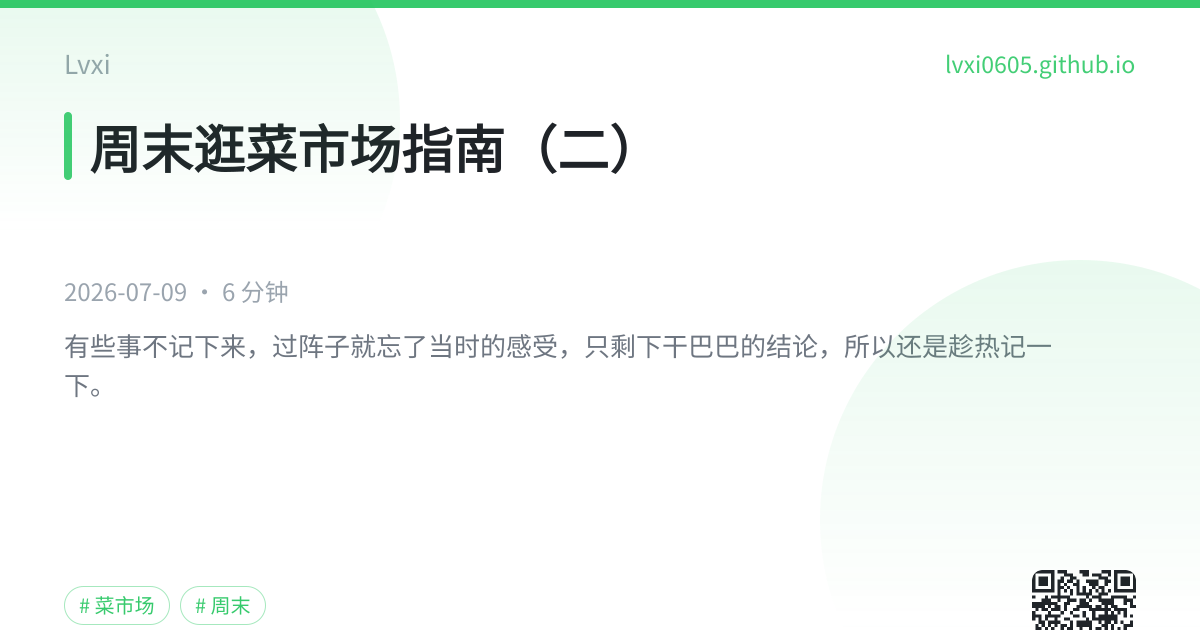 Lvxi
lvxi0605.github.io
周末逛菜市场指南（二）
2026-07-09 · 6 分钟
有些事不记下来，过阵子就忘了当时的感受，只剩下干巴巴的结论，所以还是趁热记一
下。
# 菜市场
# 周末